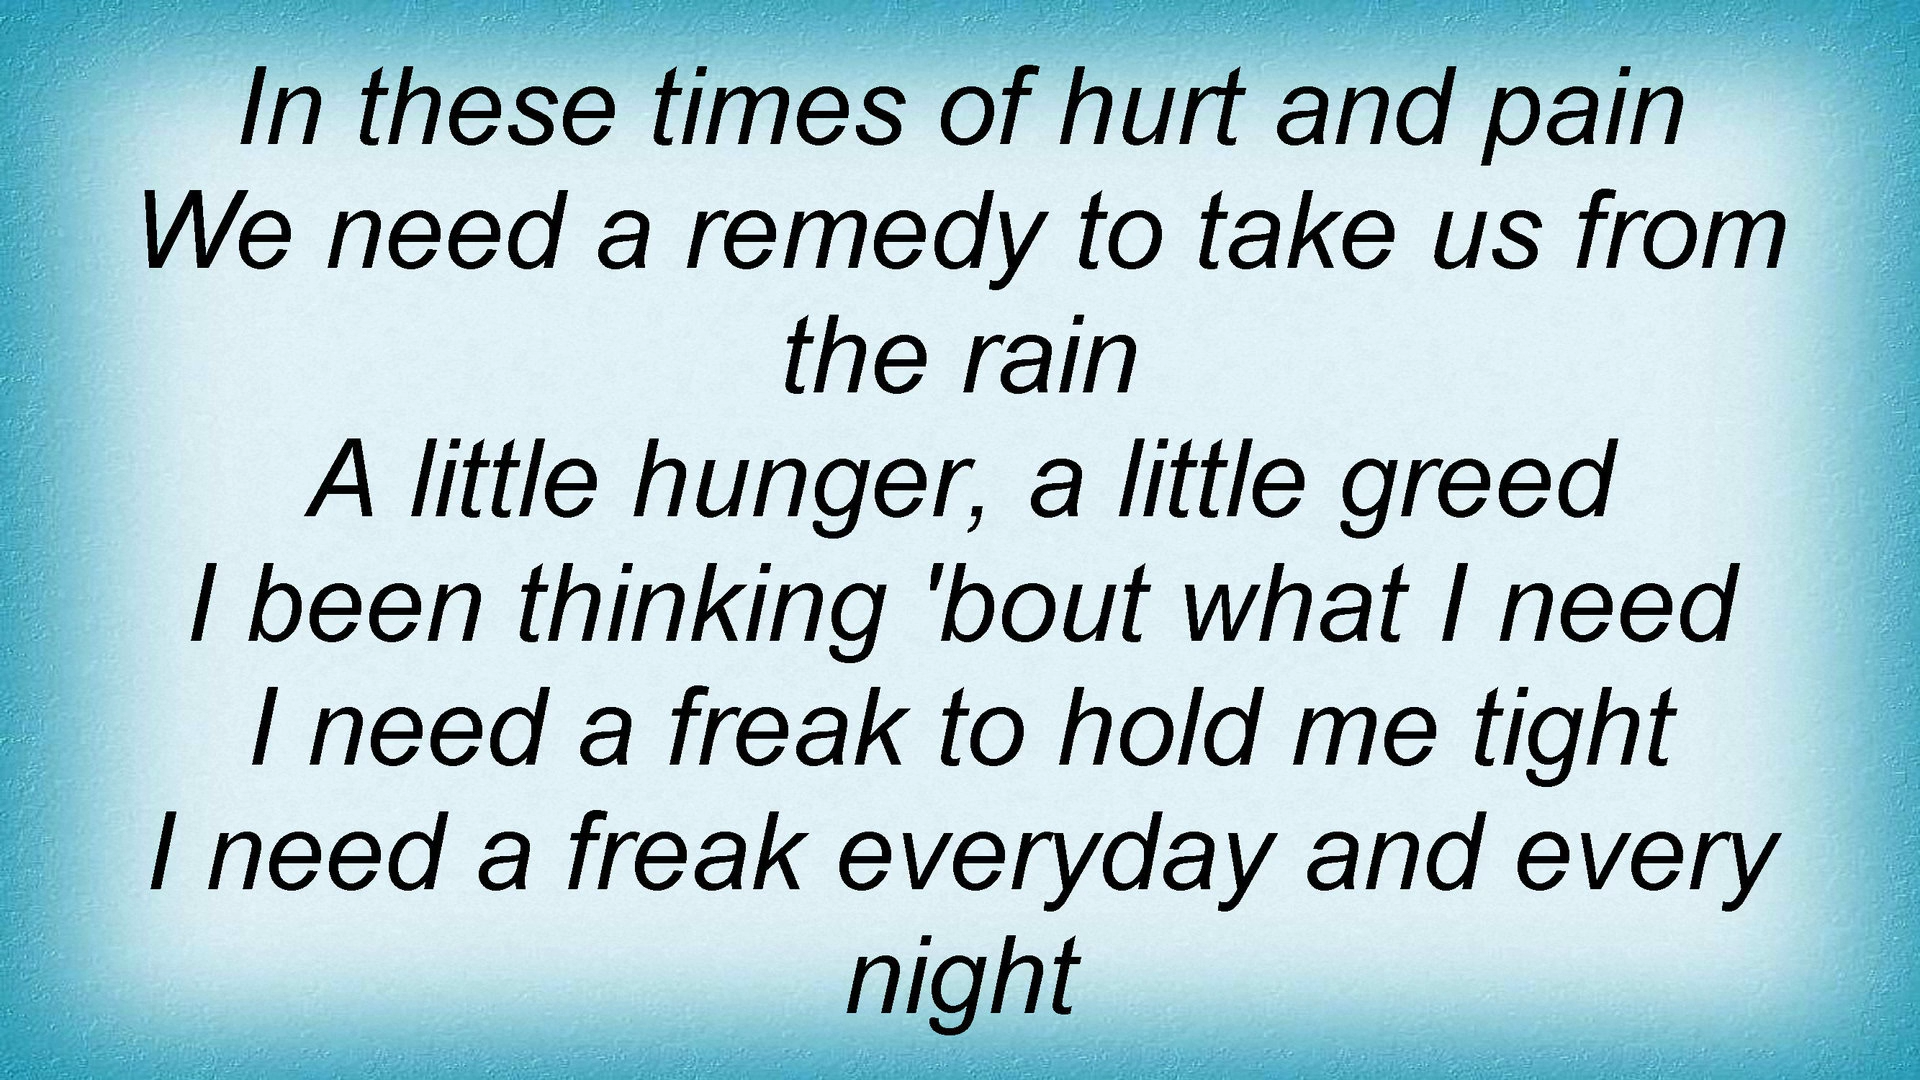 In these times of hurt and pain
We need a remedy to take us from
the rain
A little hunger, a little greed
I been thinking 'bout what I need
I need a freak to hold me tight
I need a freak everyday and every
night